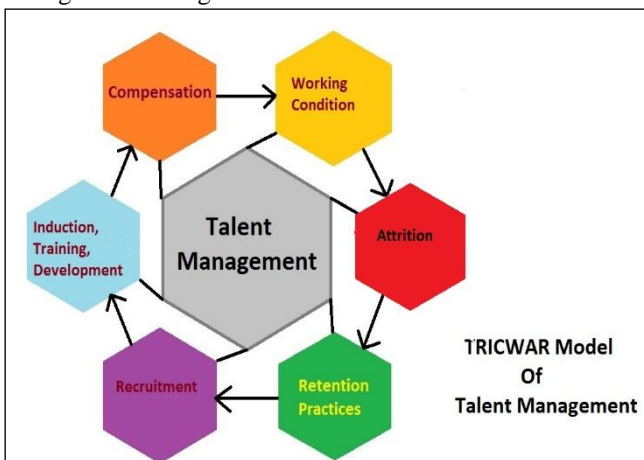 Compensation
Working
Condition
Induction,
Training,
Development
Talent
Management
Attrition
Recruitment
Retention
Practices
TRICWAR Model
Of
Talent Management